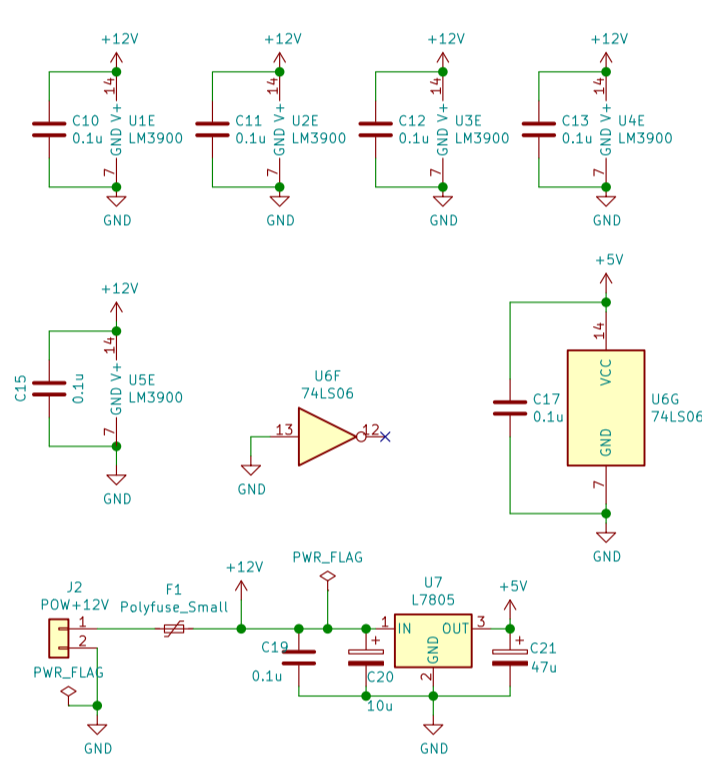 +12V
14
C10
0.1u
GND V+
U1E
LM3900
7
GND
+12V
14
C11
0.1u
GND V+
U2E
LM3900
7
GND
+12V
14
C12
0.1u
GND V+
U3E
LM3900
7
GND
+12V
14
C13
0.1u
GND V+
U4E
LM3900
7
GND
+12V
14
C15
0.1u
GND V+
U5E
LM3900
7
GND
U6F
74LS06
13
12
GND
+5V
14
VCC
C17
0.1u
U6G
74LS06
GND
7
GND
J2
POW+12V
1
2
PWR_FLAG
GND
F1
Polyfuse_Small
+12V
PWR_FLAG
C19
0.1u
+
C20
10u
U7
L7805
1
IN
OUT
3
GND
2
GND
+5V
+
C21
47u